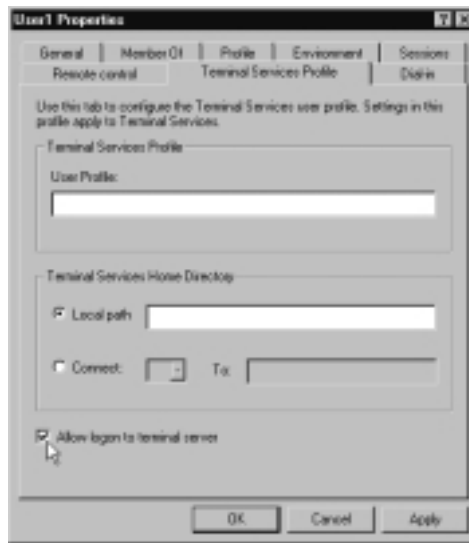 User1 Properties
General Member Of Profile Environment Sessions
Remote control Terminal Services Profile Dial-in
Use this tab to configure the Terminal Services user profile. Settings in this
profile apply to Terminal Services.
Terminal Services Profile
User Profile:
Terminal Services Home Directory
Local path
Connect: To:
Allow logon to terminal server
OK Cancel Apply